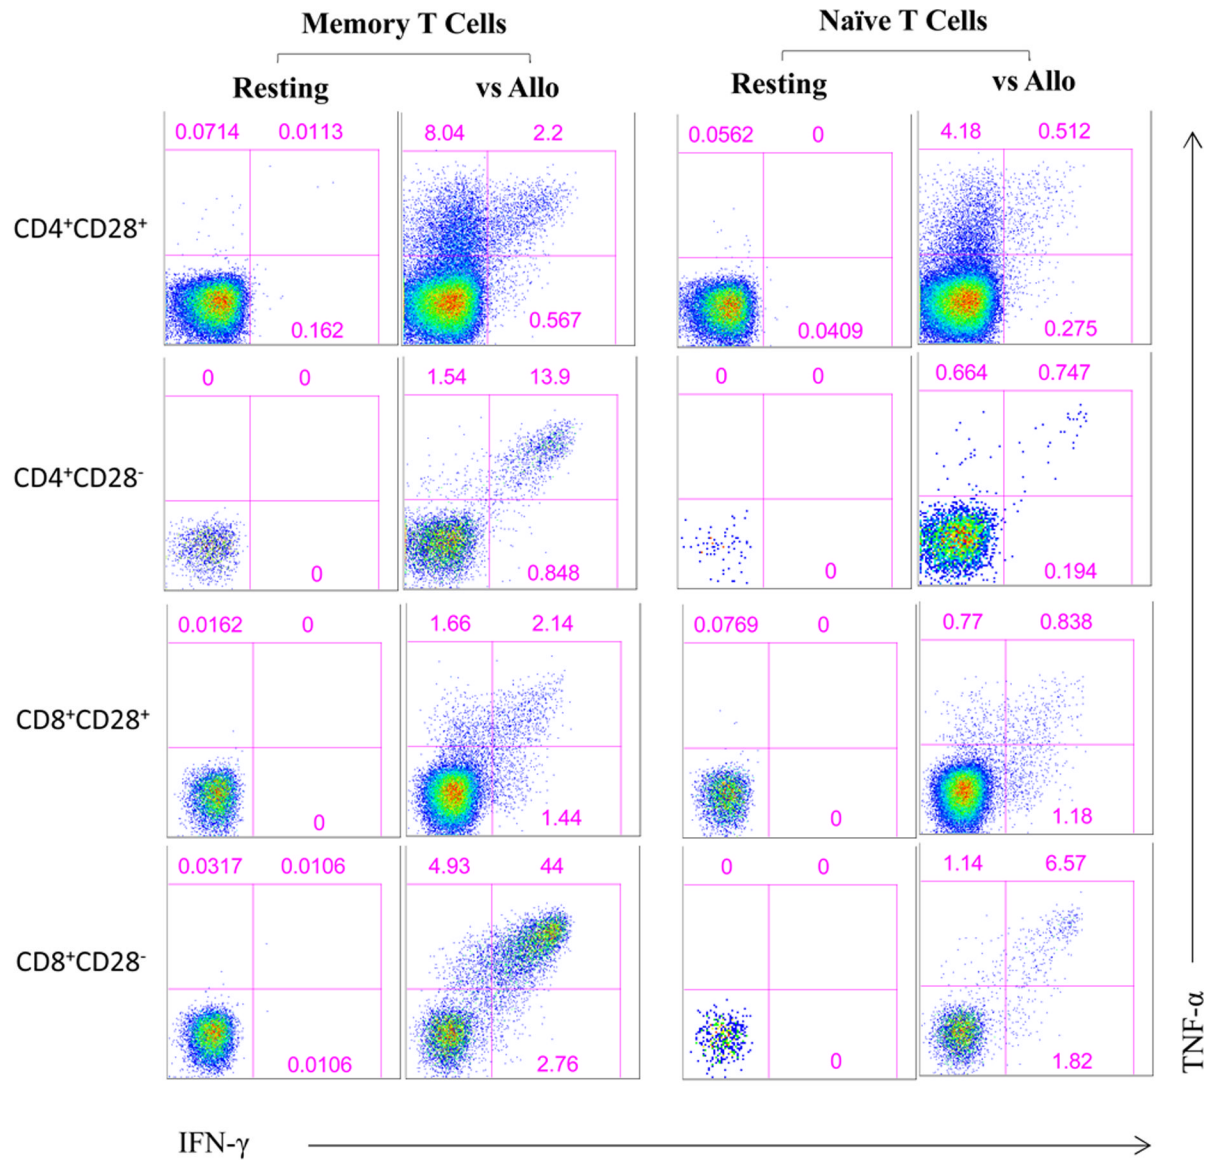 Memory T Cells Naïve T Cells
Resting vs Allo Resting vs Allo
0.0714 0.0113 8.04 2.2 0.0562 0 4.18 0.512
CD4⁺CD28⁺
0.162 0.567 0.0409 0.275
0 0 1.54 13.9 0 0 0.664 0.747
CD4⁺CD28⁻
0 0.848 0 0.194
0.0162 0 1.66 2.14 0.0769 0 0.77 0.838
CD8⁺CD28⁺
0 1.44 0 1.18
0.0317 0.0106 4.93 44 0 0 1.14 6.57
CD8⁺CD28⁻
0.0106 2.76 0 1.82
TNF-α
IFN-γ